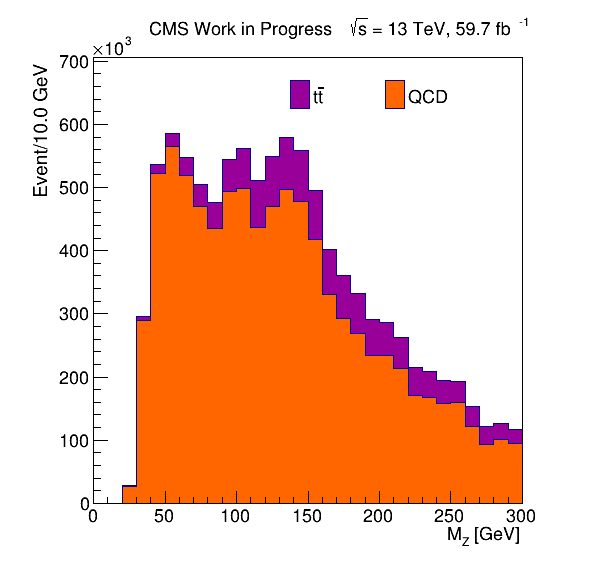 CMS Work in Progress √s = 13 TeV, 59.7 fb⁻¹
×10³
tt̄ QCD
Event/10.0 GeV
700
600
500
400
300
200
100
0
0 50 100 150 200 250 300
M_Z [GeV]